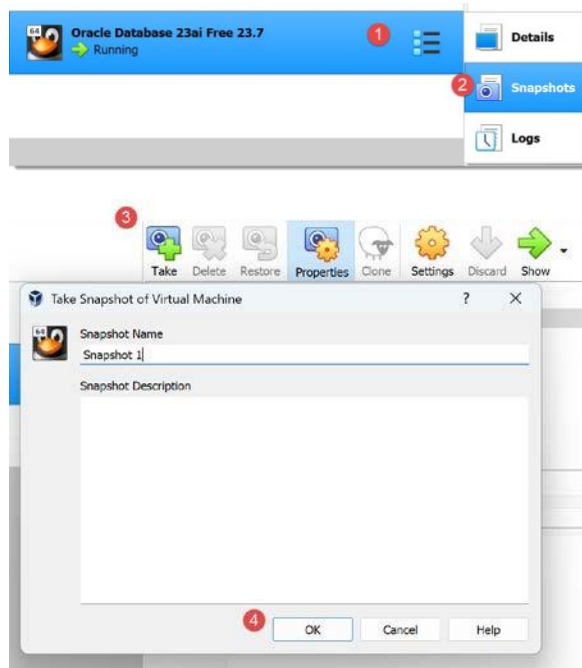 64
Oracle Database 23ai Free 23.7
Running
1
Details
2
Snapshots
Logs
3
Take Delete Restore Properties Clone Settings Discard Show
Take Snapshot of Virtual Machine ? X
64
Snapshot Name
Snapshot 1
Snapshot Description
4
OK Cancel Help